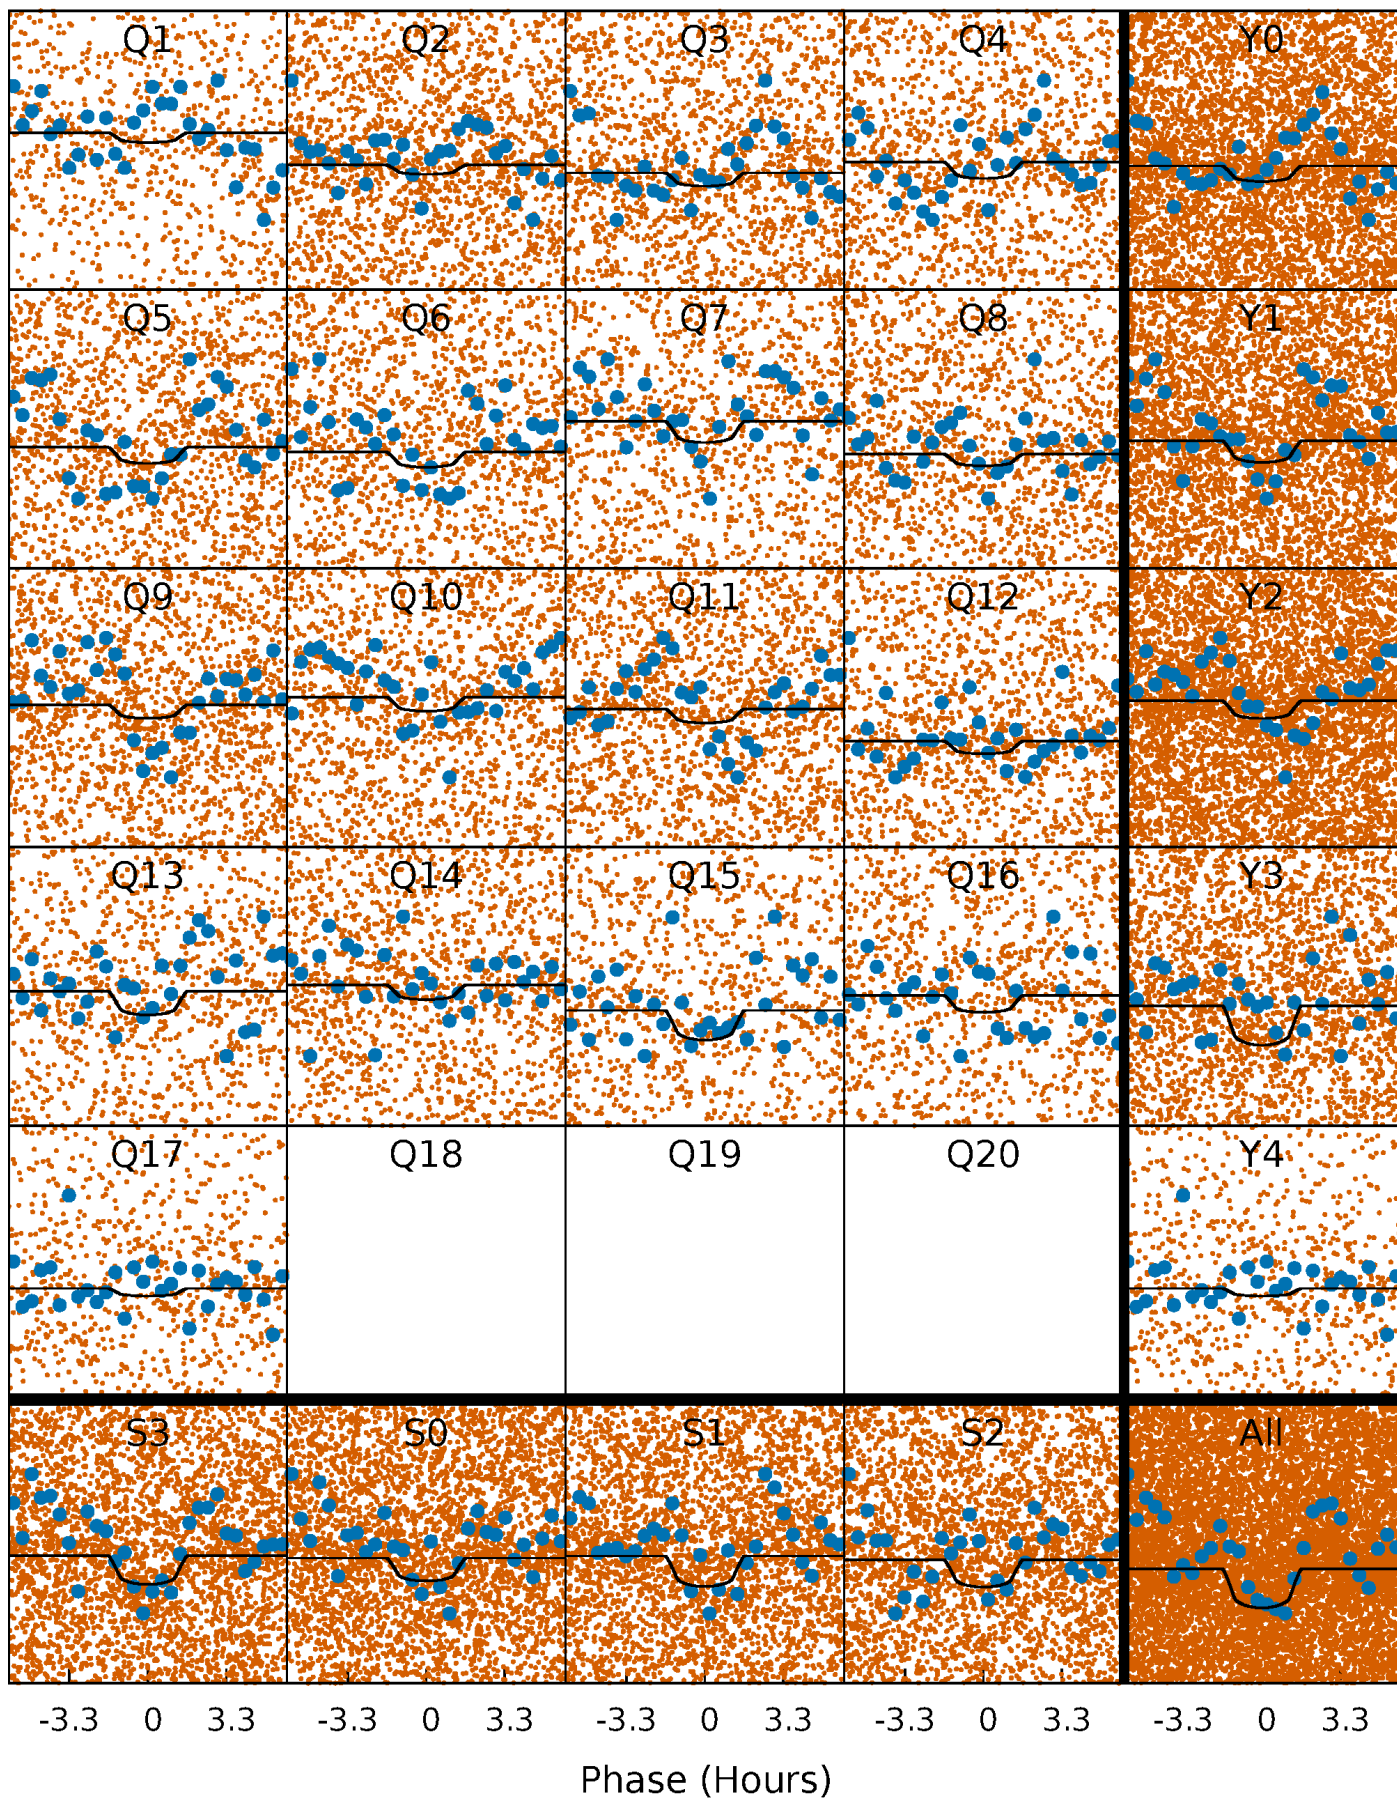 Q1 Q2 Q3 Q4 Y0
Q5 Q6 Q7 Q8 Y1
Q9 Q10 Q11 Q12 Y2
Q13 Q14 Q15 Q16 Y3
Q17 Q18 Q19 Q20 Y4
S3 S0 S1 S2 All
-3.3 0 3.3 -3.3 0 3.3 -3.3 0 3.3 -3.3 0 3.3 -3.3 0 3.3
Phase (Hours)